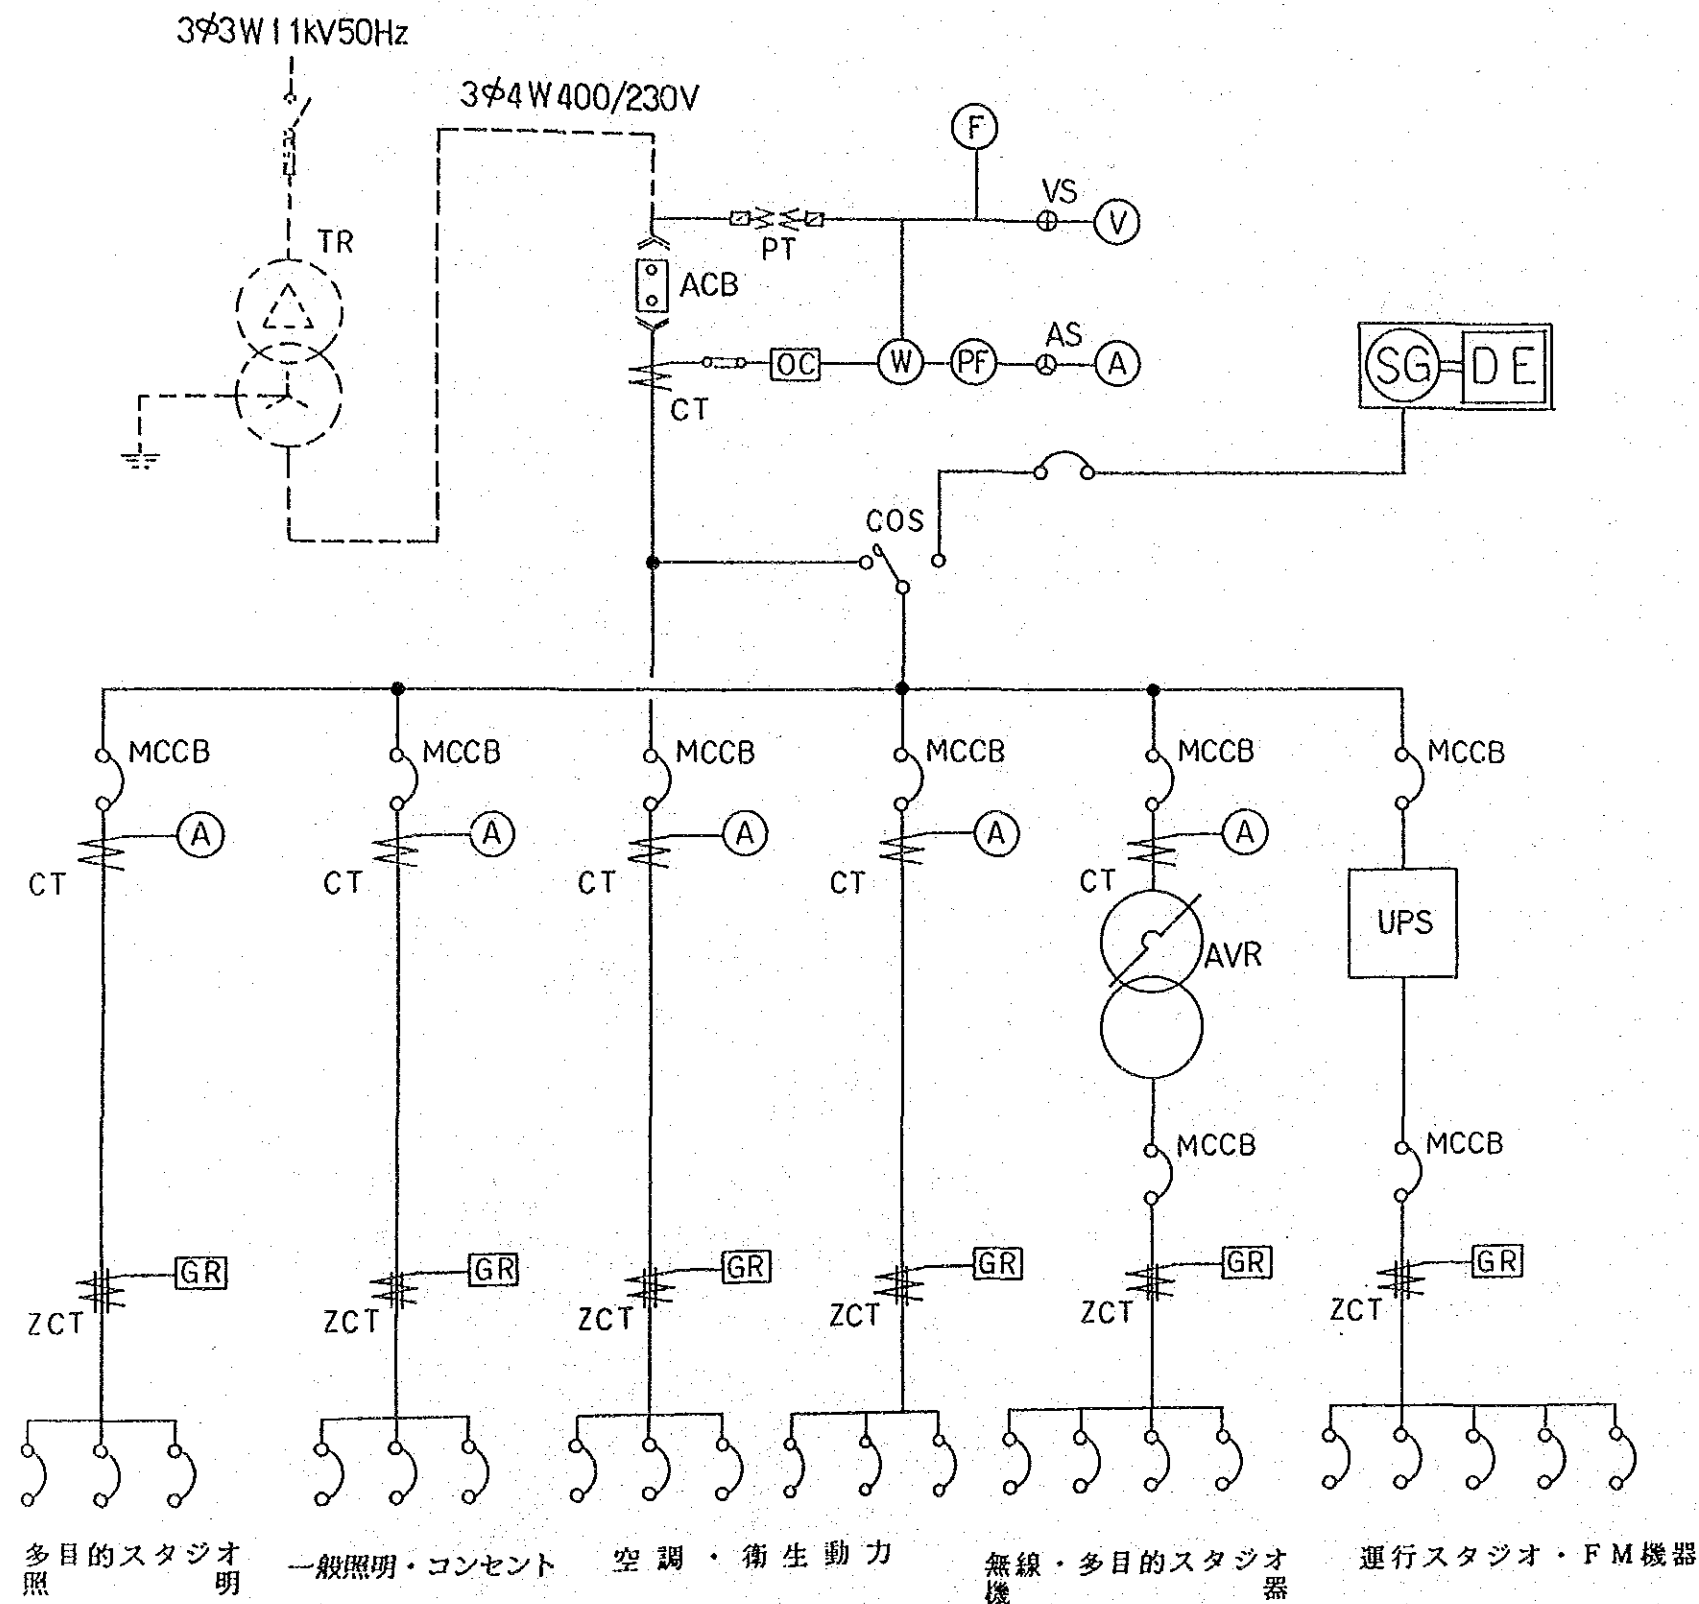 3φ3W11kV50Hz
3φ4W400/230V
F
VS
V
TR
PT
ACB
AS
OC
W
PF
A
CT
SG
DE
COS
MCCB
MCCB
MCCB
MCCB
MCCB
MCCB
A
A
A
A
A
CT
CT
CT
CT
CT
UPS
AVR
MCCB
MCCB
GR
GR
GR
GR
GR
GR
ZCT
ZCT
ZCT
ZCT
ZCT
ZCT
多目的スタジオ
照明
一般照明・コンセント
空調・衛生動力
無線・多目的スタジオ
機器
運行スタジオ・FM機器